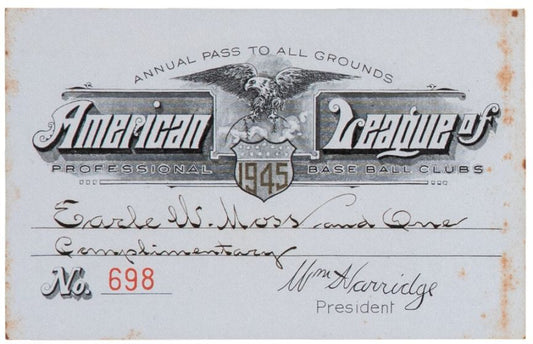 ANNUAL PASS TO ALL GROUNDS
American League of
PROFESSIONAL BASE BALL CLUBS
1945
Earle W. Moss and One
Complimentary
No. 698
Wm Harridge
President